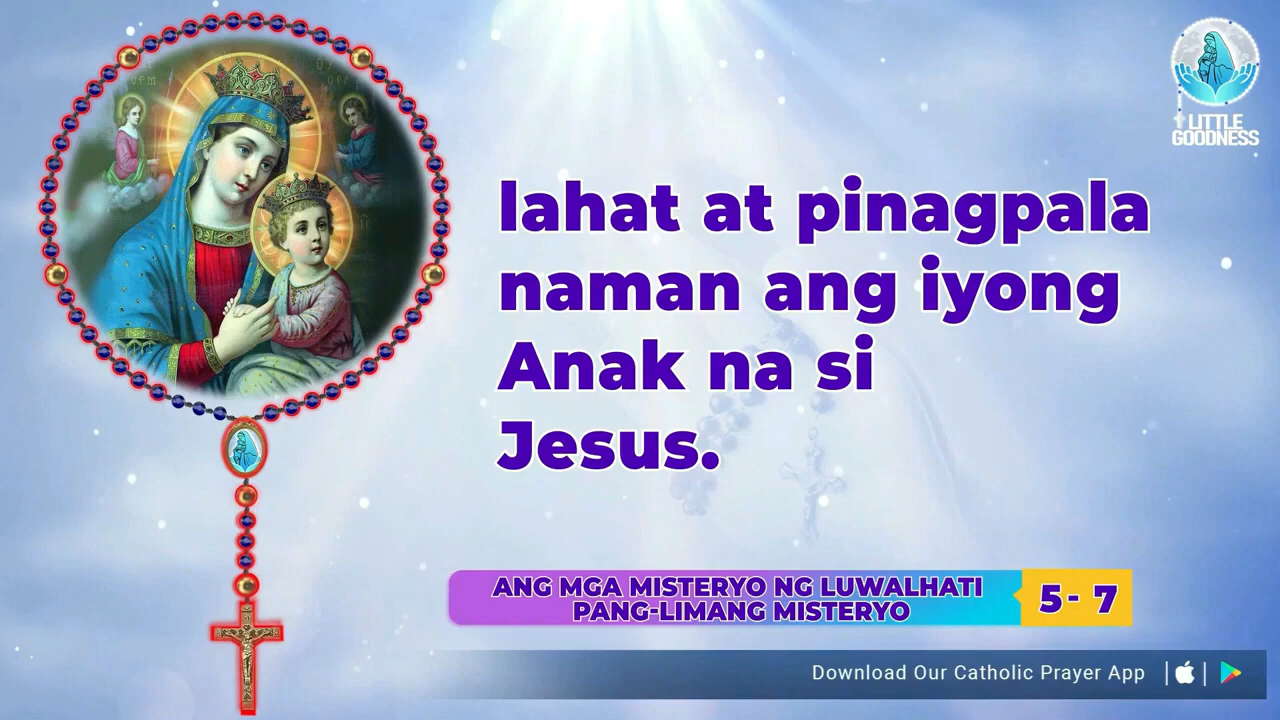 LITTLE
GOODNESS
lahat at pinagpala
naman ang iyong
Anak na si
Jesus.
ANG MGA MISTERYO NG LUWALHATI
PANG-LIMANG MISTERYO
5 - 7
Download Our Catholic Prayer App